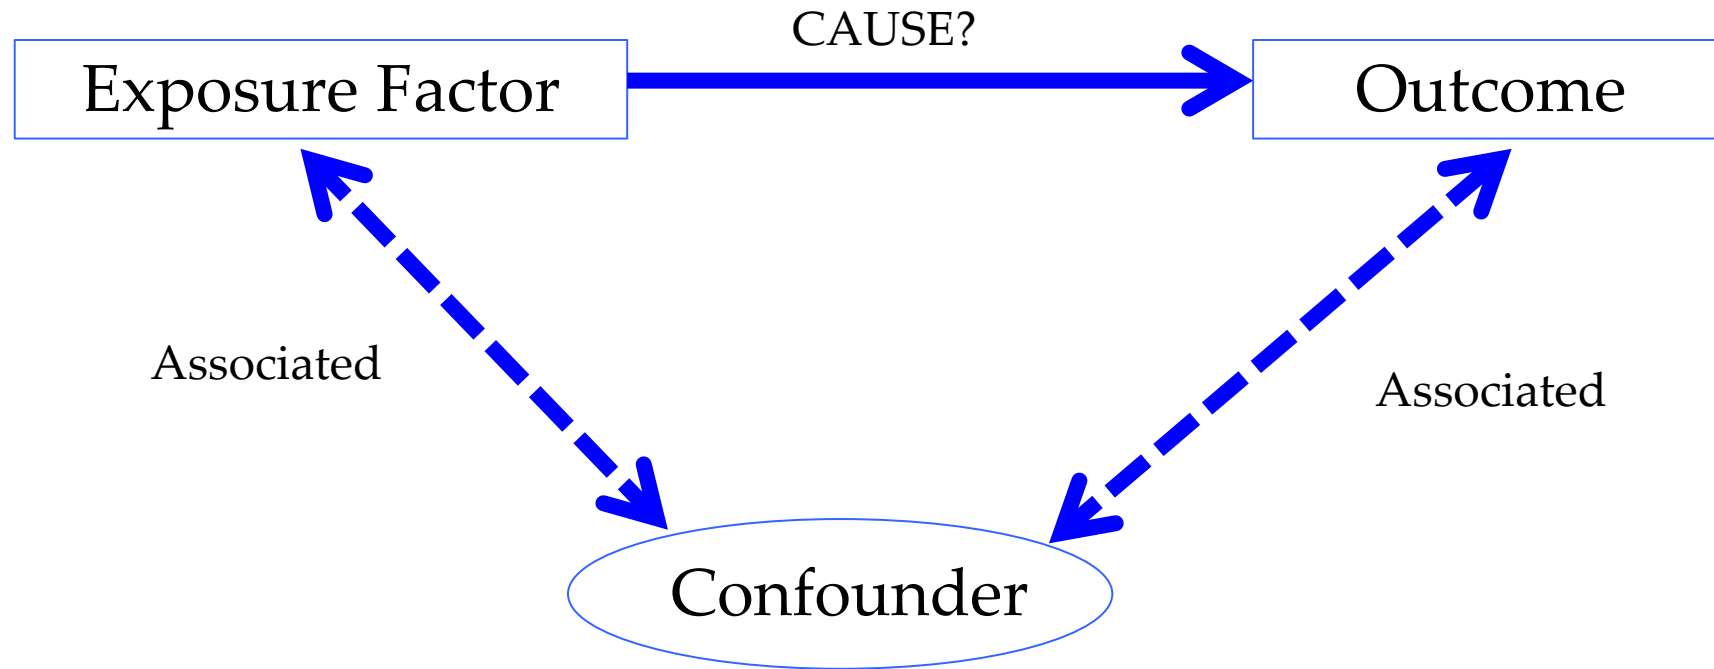 CAUSE?
Exposure Factor
Outcome
Associated
Associated
Confounder